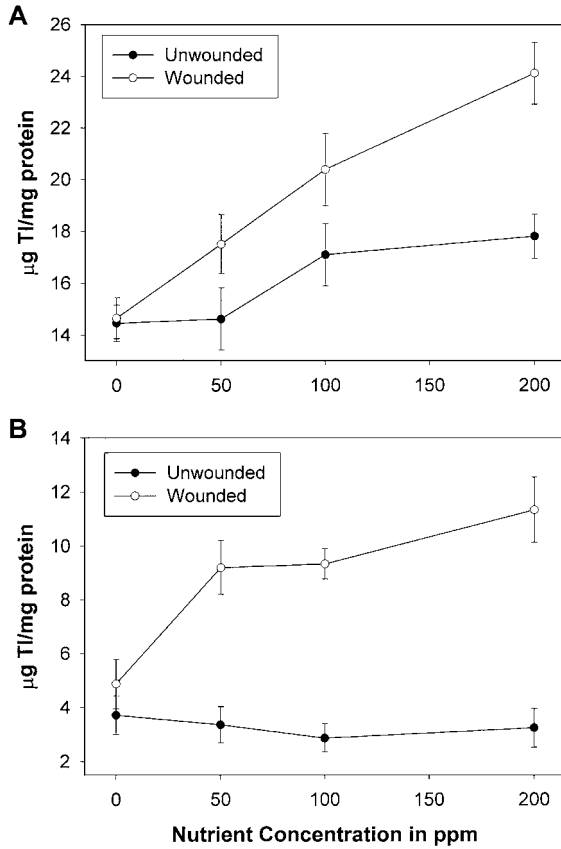 A
26
24
22
20
18
16
14
μg TI/mg protein
Unwounded
Wounded
0 50 100 150 200
B
14
12
10
8
6
4
2
μg TI/mg protein
Unwounded
Wounded
0 50 100 150 200
Nutrient Concentration in ppm